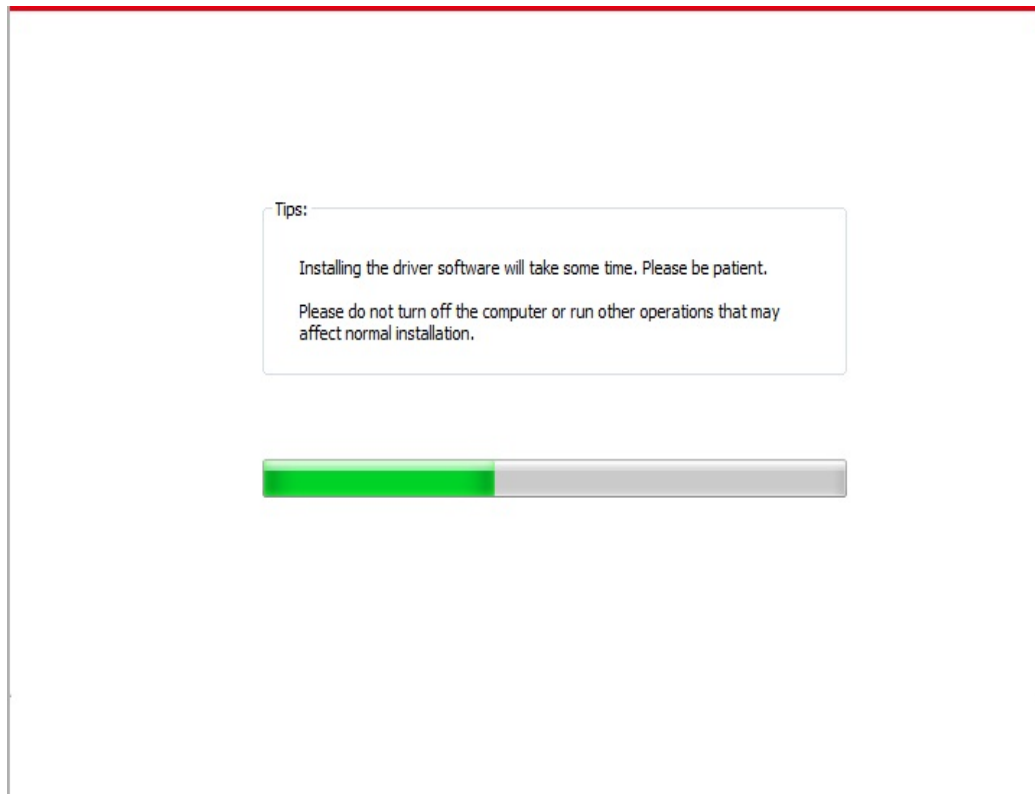 Tips:
Installing the driver software will take some time. Please be patient.
Please do not turn off the computer or run other operations that may
affect normal installation.